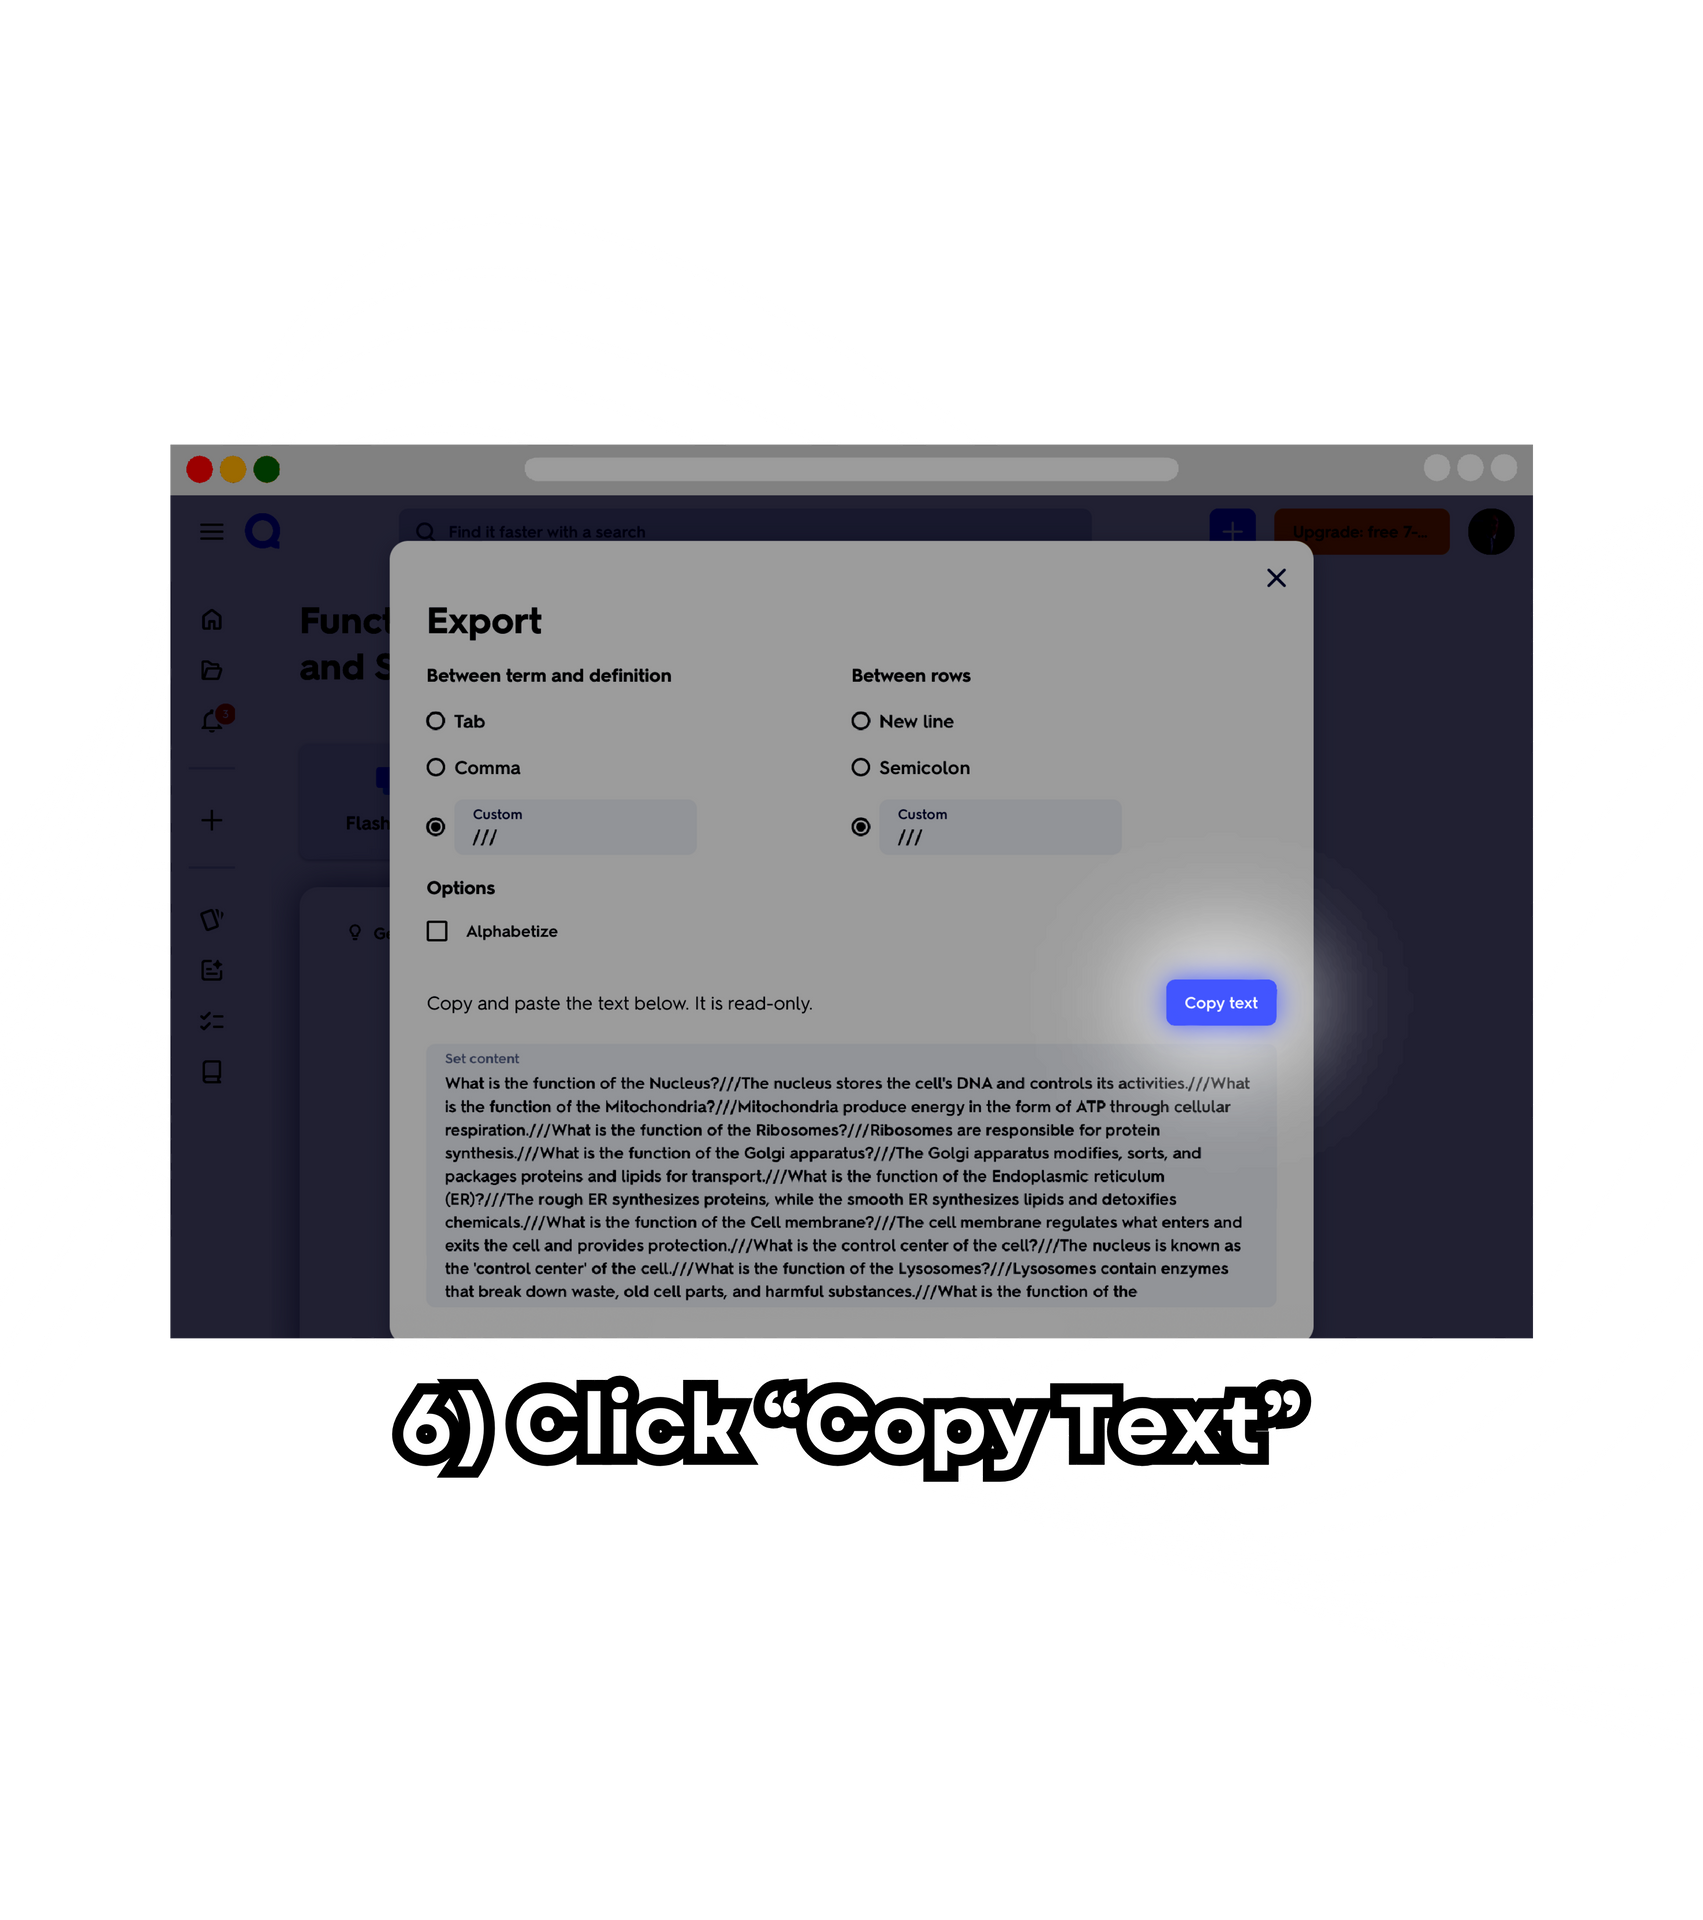 Find it faster with a search
Upgrade: free 7-...
Funct
and S
3
Flash
Ge
Export
Between term and definition
Between rows
Tab
New line
Comma
Semicolon
Custom
///
Custom
///
Options
Alphabetize
Copy and paste the text below. It is read-only.
Copy text
Set content
What is the function of the Nucleus?///The nucleus stores the cell's DNA and controls its activities.///What
is the function of the Mitochondria?///Mitochondria produce energy in the form of ATP through cellular
respiration.///What is the function of the Ribosomes?///Ribosomes are responsible for protein
synthesis.///What is the function of the Golgi apparatus?///The Golgi apparatus modifies, sorts, and
packages proteins and lipids for transport.///What is the function of the Endoplasmic reticulum
(ER)?///The rough ER synthesizes proteins, while the smooth ER synthesizes lipids and detoxifies
chemicals.///What is the function of the Cell membrane?///The cell membrane regulates what enters and
exits the cell and provides protection.///What is the control center of the cell?///The nucleus is known as
the 'control center' of the cell.///What is the function of the Lysosomes?///Lysosomes contain enzymes
that break down waste, old cell parts, and harmful substances.///What is the function of the
6) Click “Copy Text”